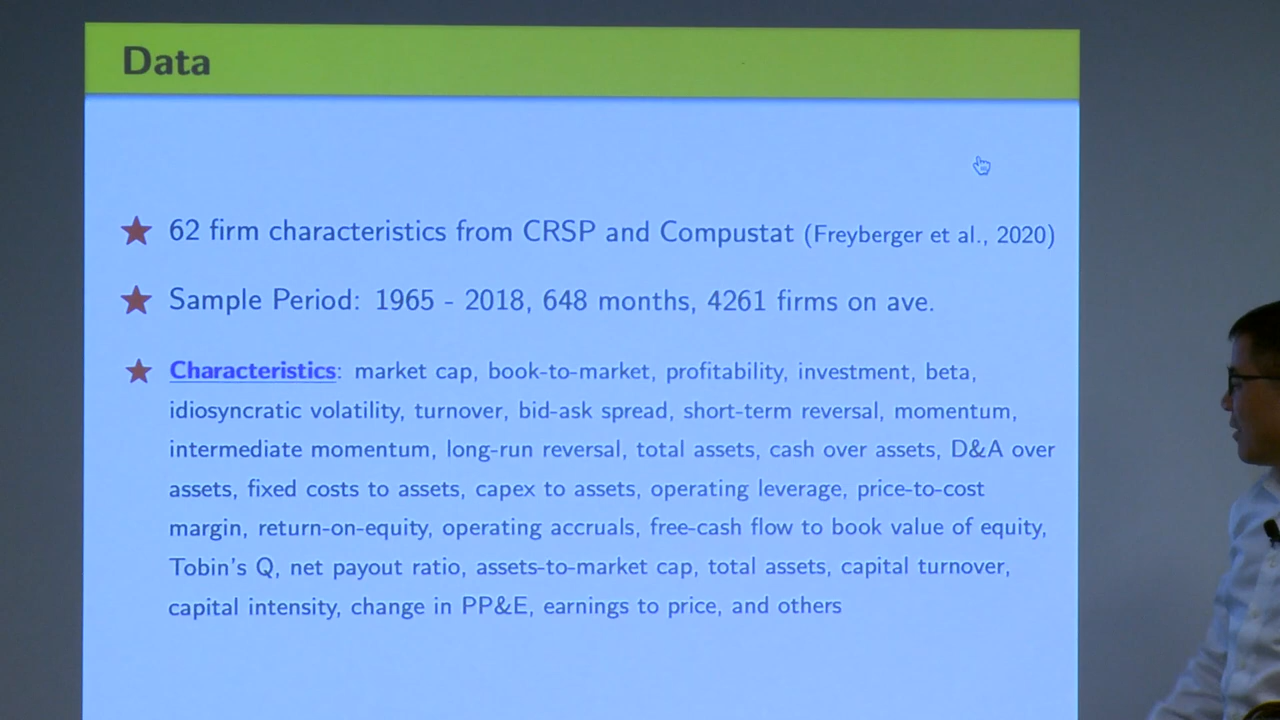 Data
62 firm characteristics from CRSP and Compustat (Freyberger et al., 2020)
Sample Period: 1965 - 2018, 648 months, 4261 firms on ave.
Characteristics: market cap, book-to-market, profitability, investment, beta,
idiosyncratic volatility, turnover, bid-ask spread, short-term reversal, momentum,
intermediate momentum, long-run reversal, total assets, cash over assets, D&A over
assets, fixed costs to assets, capex to assets, operating leverage, price-to-cost
margin, return-on-equity, operating accruals, free-cash flow to book value of equity,
Tobin's Q, net payout ratio, assets-to-market cap, total assets, capital turnover,
capital intensity, change in PP&E, earnings to price, and others